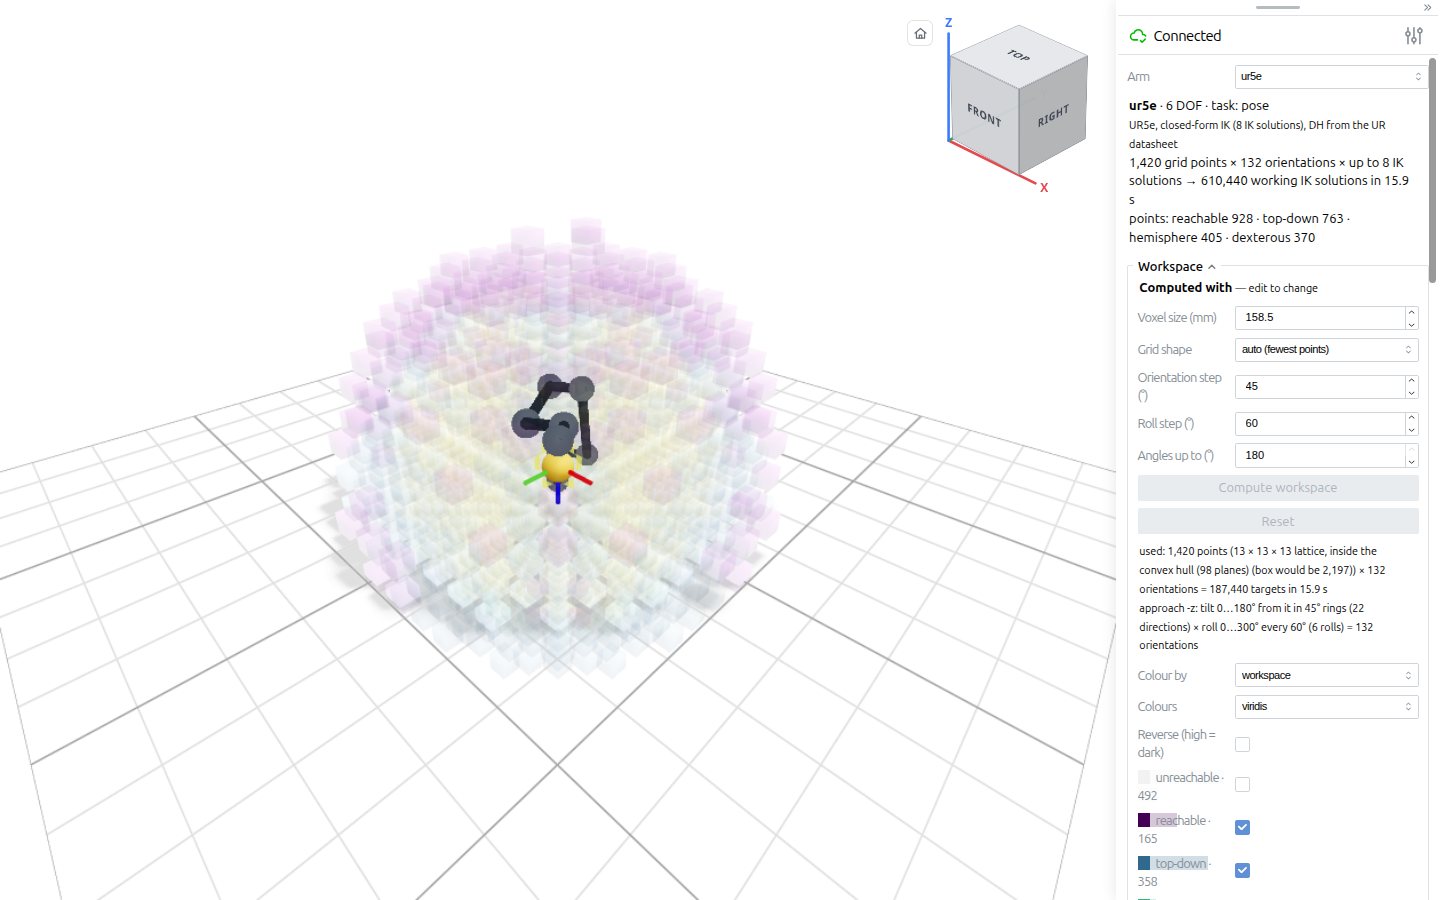 Z
TOP
FRONT
RIGHT
X
Connected
Arm
ur5e
ur5e · 6 DOF · task: pose
UR5e, closed-form IK (8 IK solutions), DH from the UR
datasheet
1,420 grid points × 132 orientations × up to 8 IK
solutions → 610,440 working IK solutions in 15.9
s
points: reachable 928 · top-down 763 ·
hemisphere 405 · dexterous 370
Workspace
Computed with — edit to change
Voxel size (mm)
158.5
Grid shape
auto (fewest points)
Orientation step
(°)
45
Roll step (°)
60
Angles up to (°)
180
Compute workspace
Reset
used: 1,420 points (13 × 13 × 13 lattice, inside the
convex hull (98 planes) (box would be 2,197)) × 132
orientations = 187,440 targets in 15.9 s
approach -z: tilt 0…180° from it in 45° rings (22
directions) × roll 0…300° every 60° (6 rolls) = 132
orientations
Colour by
workspace
Colours
viridis
Reverse (high =
dark)
unreachable ·
492
reachable ·
165
top-down ·
358